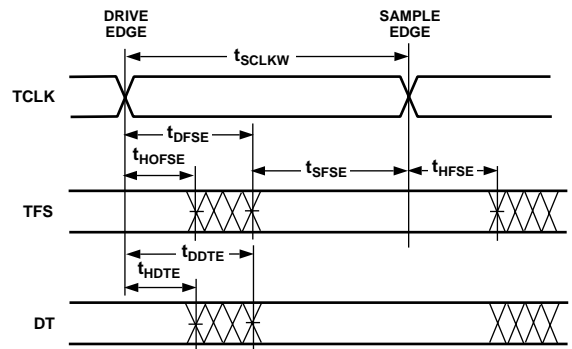 DRIVE EDGE
SAMPLE EDGE
tSCLKW
TCLK
tDFSE
tHOFSE
tSFSE
tHFSE
TFS
tDDTE
tHDTE
DT